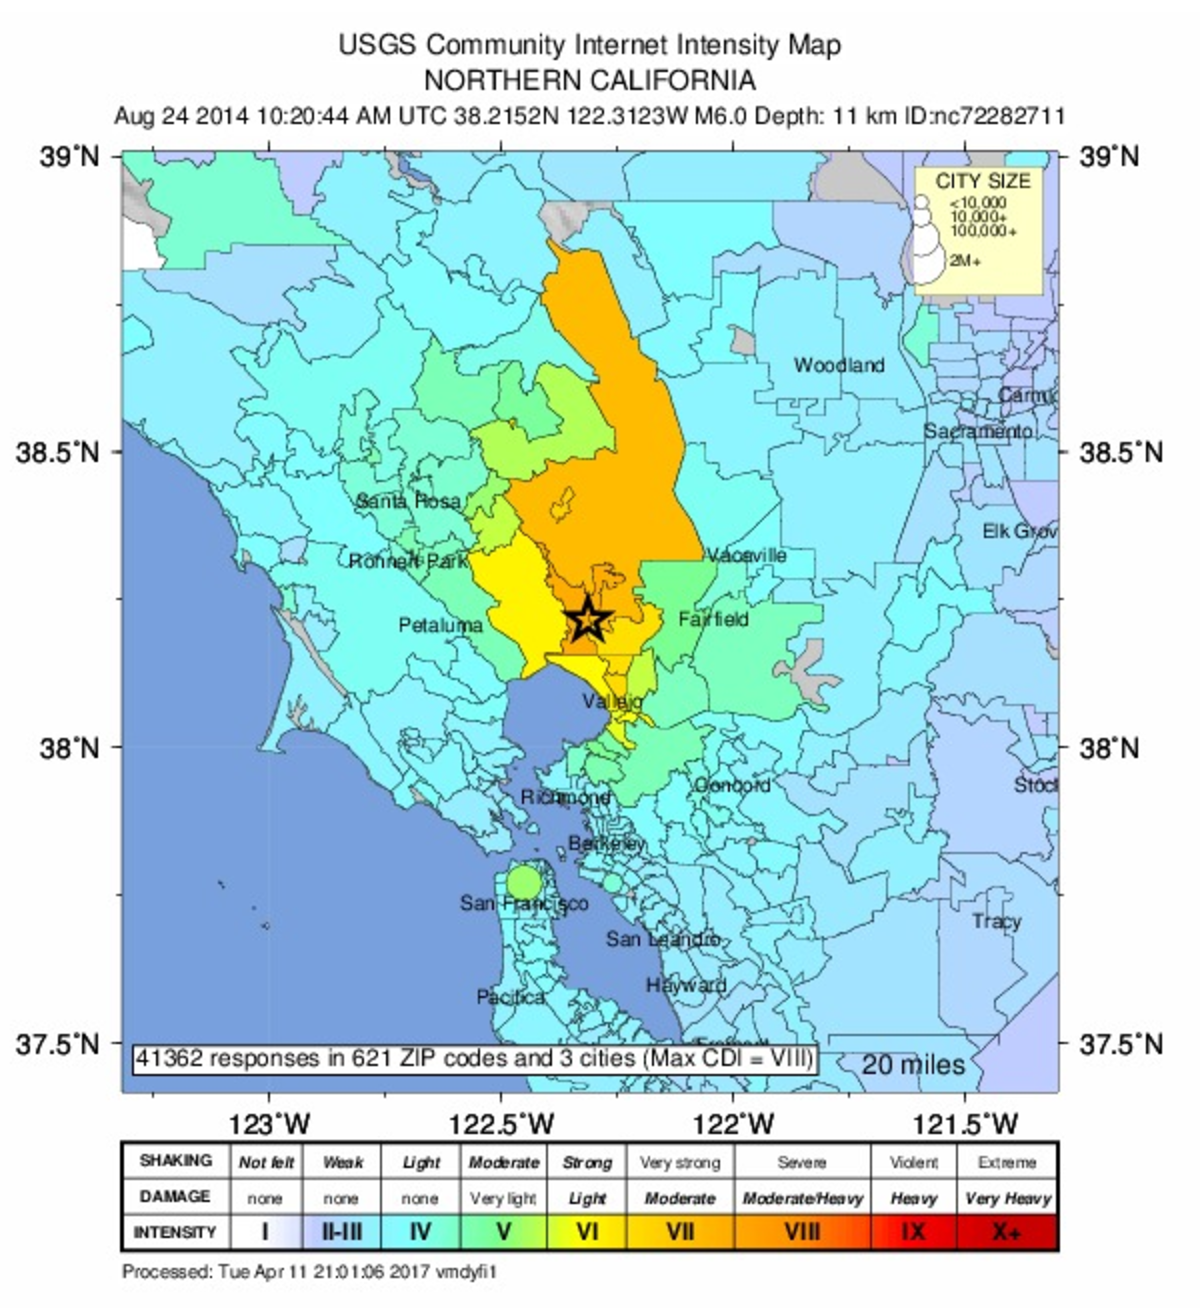 USGS Community Internet Intensity Map
NORTHERN CALIFORNIA
Aug 24 2014 10:20:44 AM UTC 38.2152N 122.3123W M6.0 Depth: 11 km ID:nc72282711
39˚N
39˚N
CITY SIZE
<10,000
10,000+
100,000+
2M+
Woodland
Carmic
Sacramento
38.5˚N
38.5˚N
Santa Rosa
Elk Grov
Vacaville
Rohnert Park
Petaluma
Fairfield
Vallejo
38˚N
38˚N
Concord
Stock
Richmond
Berkeley
San Francisco
Tracy
San Leandro
Hayward
Pacifica
Fremont
37.5˚N
37.5˚N
41362 responses in 621 ZIP codes and 3 cities (Max CDI = VIII)
20 miles
123˚W 122.5˚W 122˚W 121.5˚W
SHAKING Not felt Weak Light Moderate Strong Very strong Severe Violent Extreme
DAMAGE none none none Very light Light Moderate Moderate/Heavy Heavy Very Heavy
INTENSITY I II-III IV V VI VII VIII IX X+
Processed: Tue Apr 11 21:01:06 2017 vmdyfi1